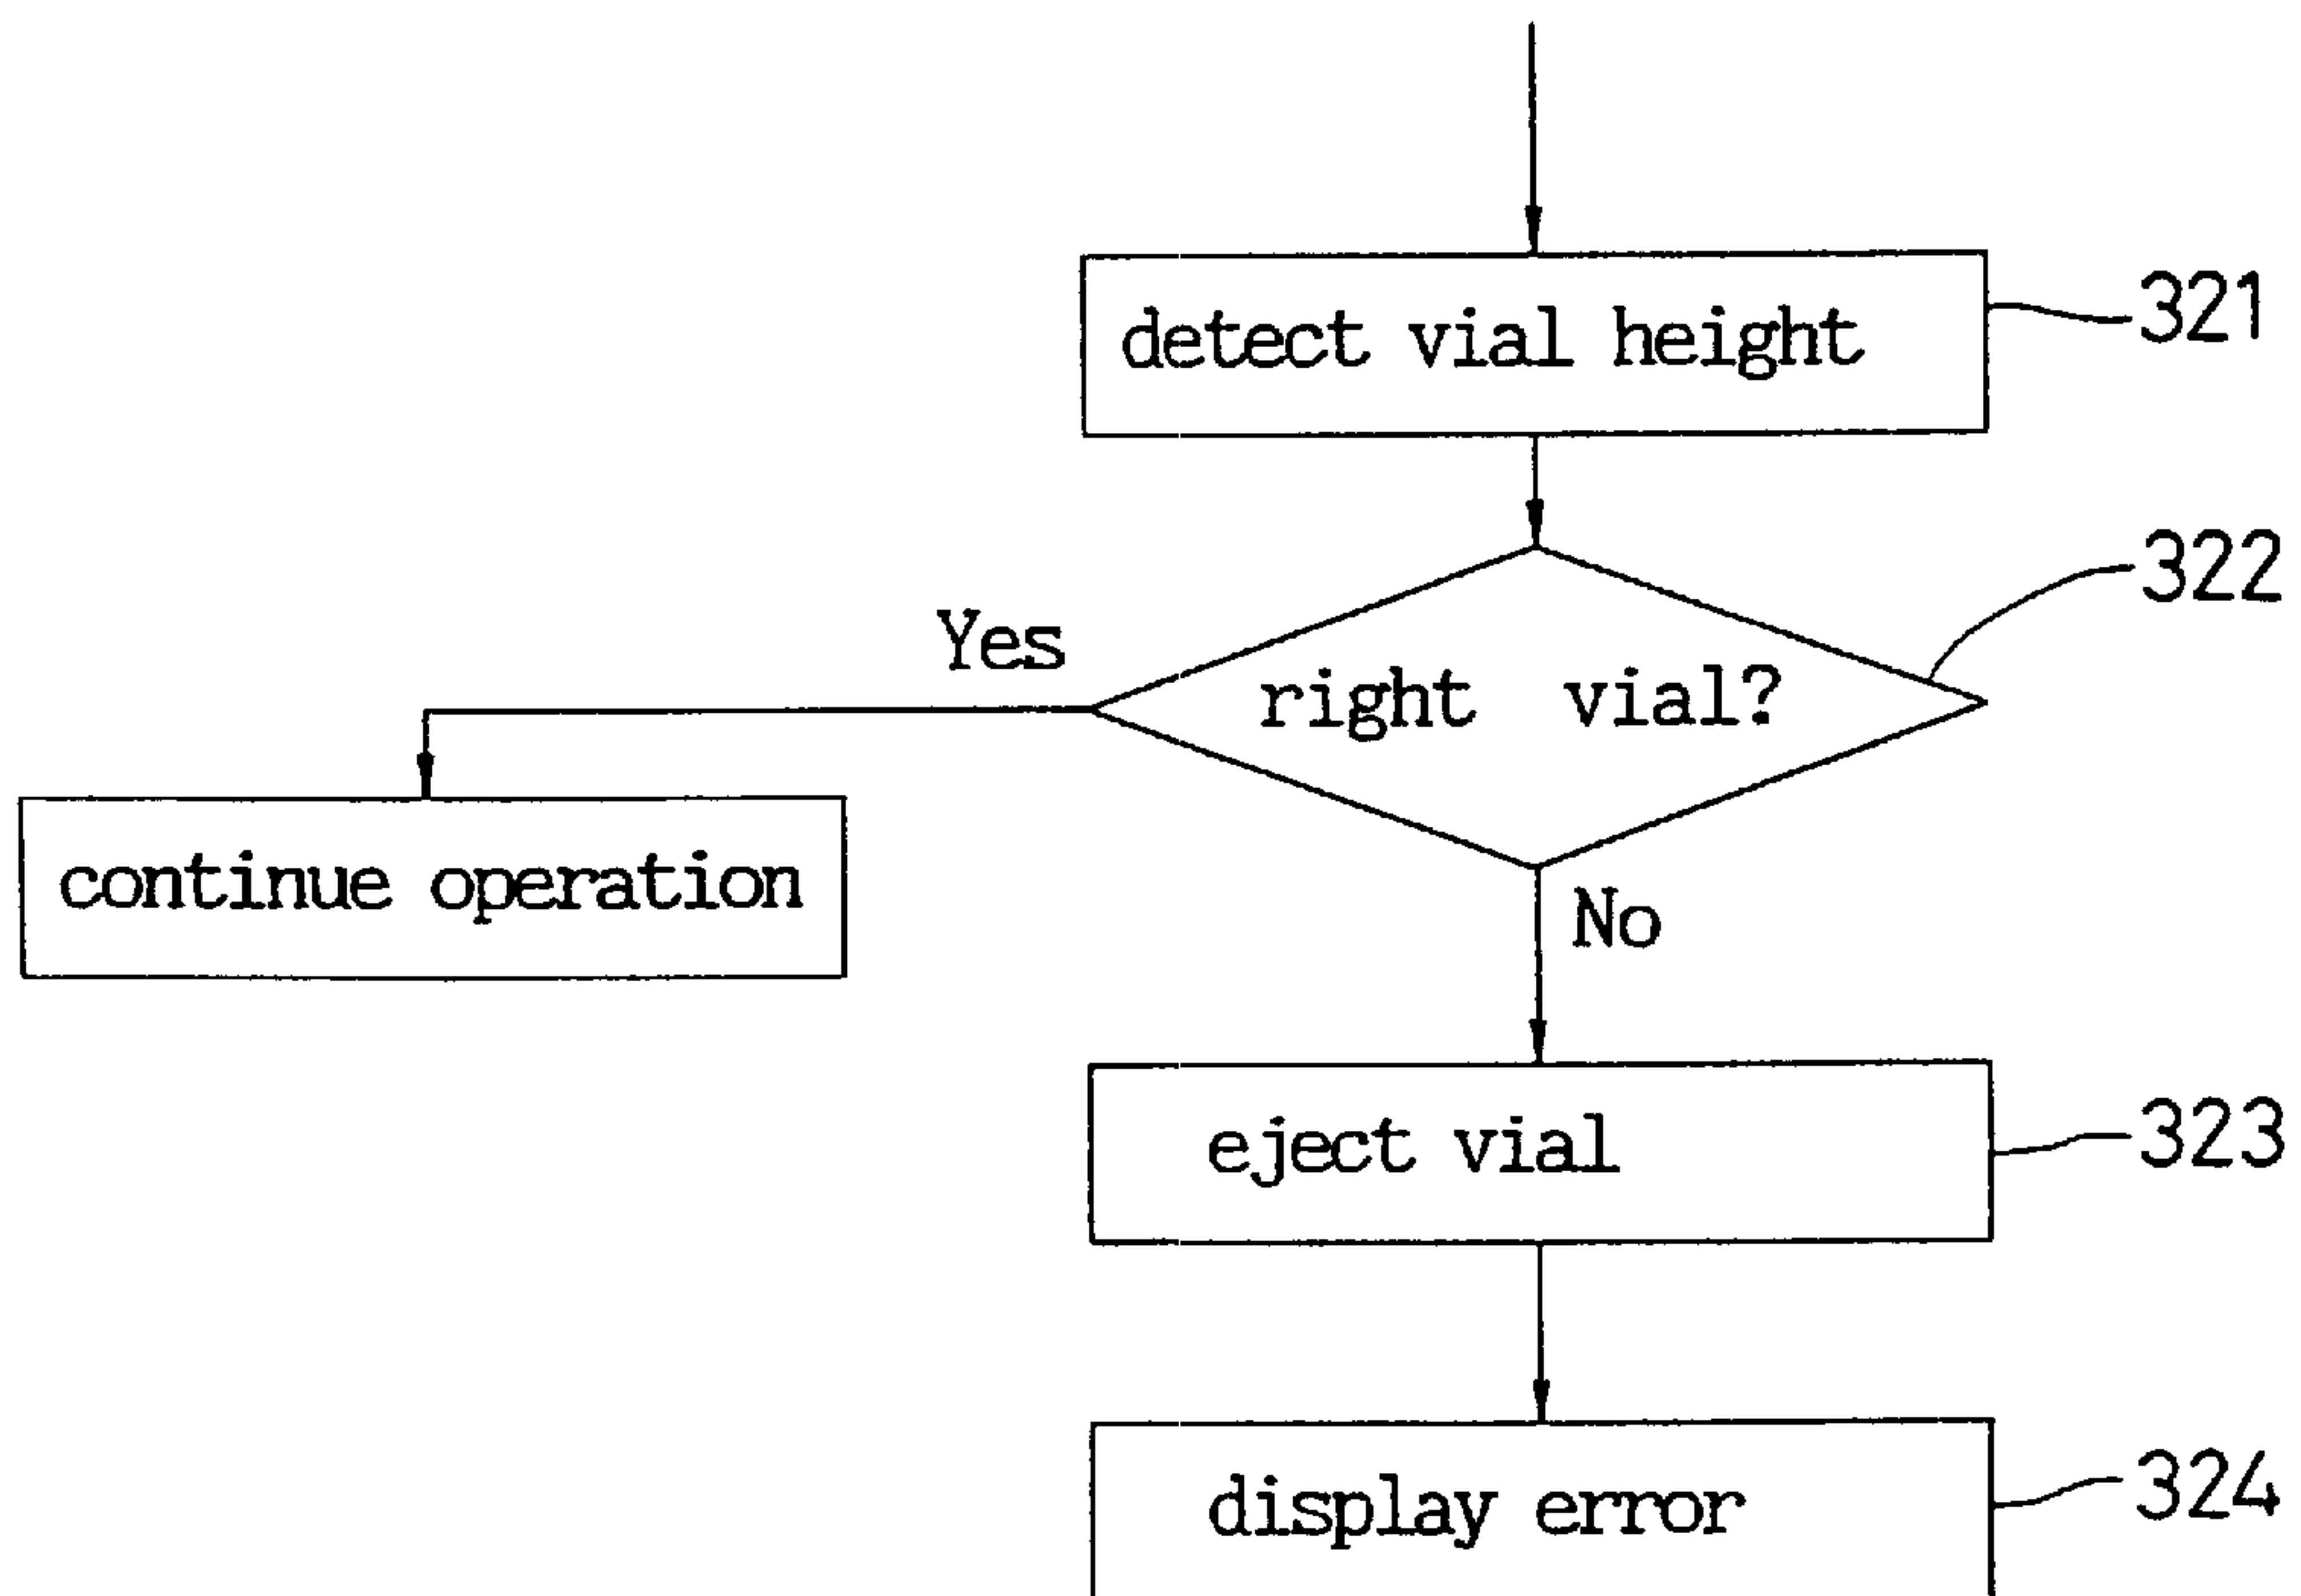 detect vial height
321
322
Yes
right vial?
continue operation
No
eject vial
323
display error
324